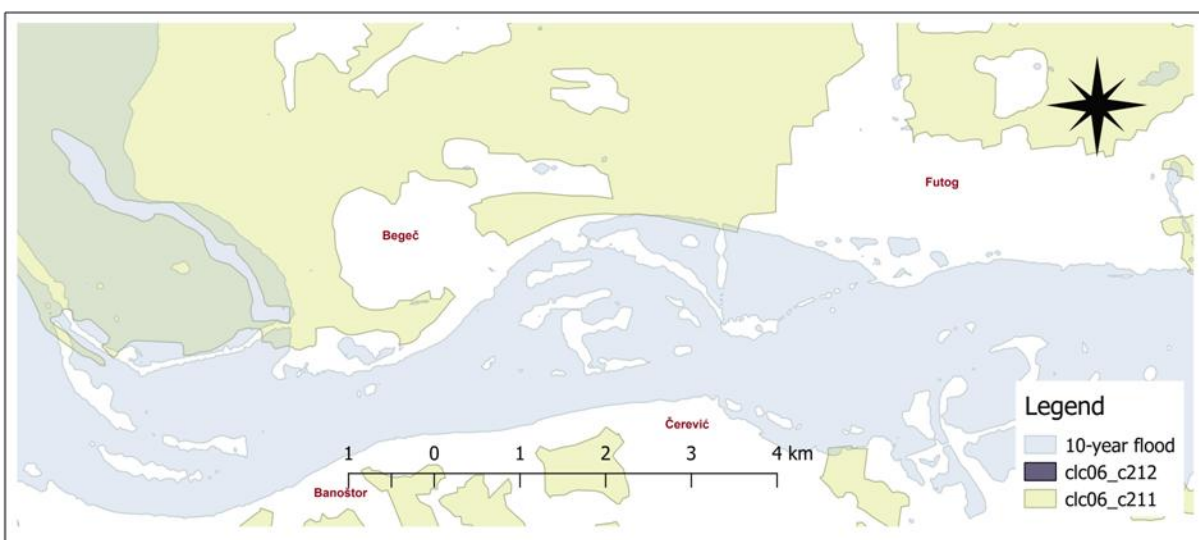 Futog
Begeč
Čerević
1 0 1 2 3 4 km
Banoštor
Legend
10-year flood
clc06_c212
clc06_c211